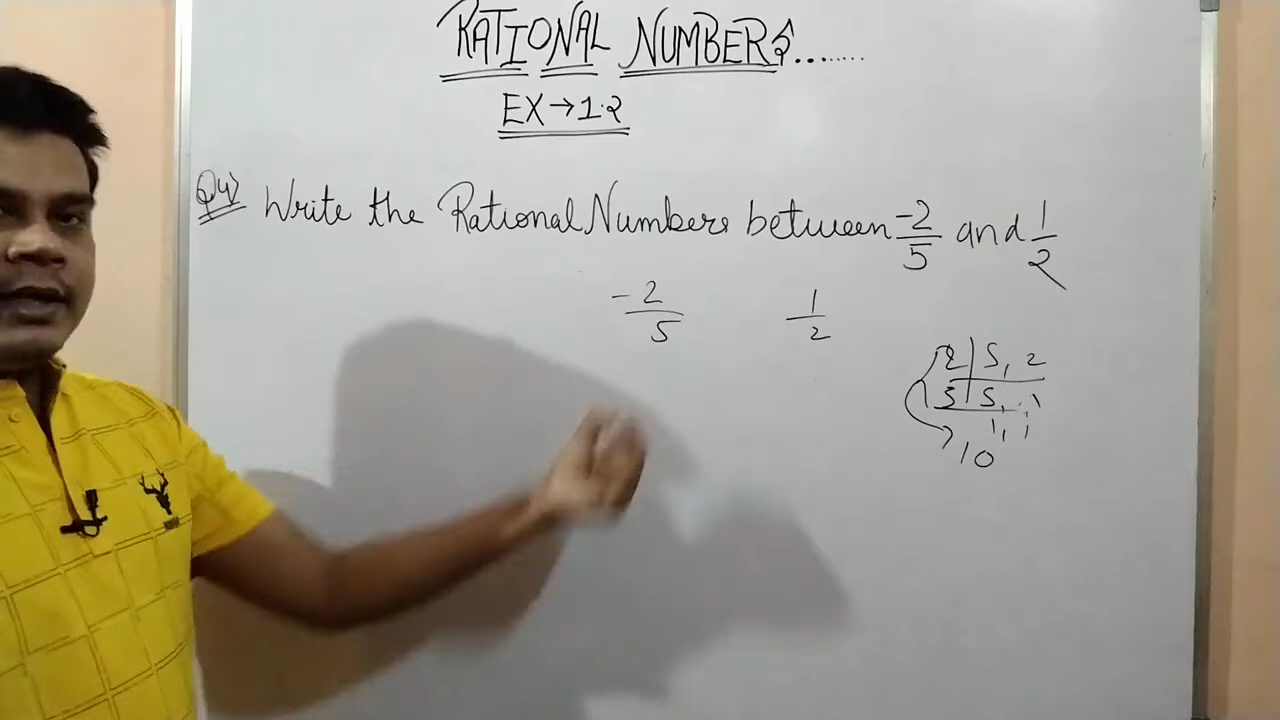 RATIONAL NUMBERS........
EX→1.2
Q4) Write the Rational Numbers between -2/5 and 1/2
-2/5 1/2
2 | 5, 2
5 | 5, 1
1, 1
10